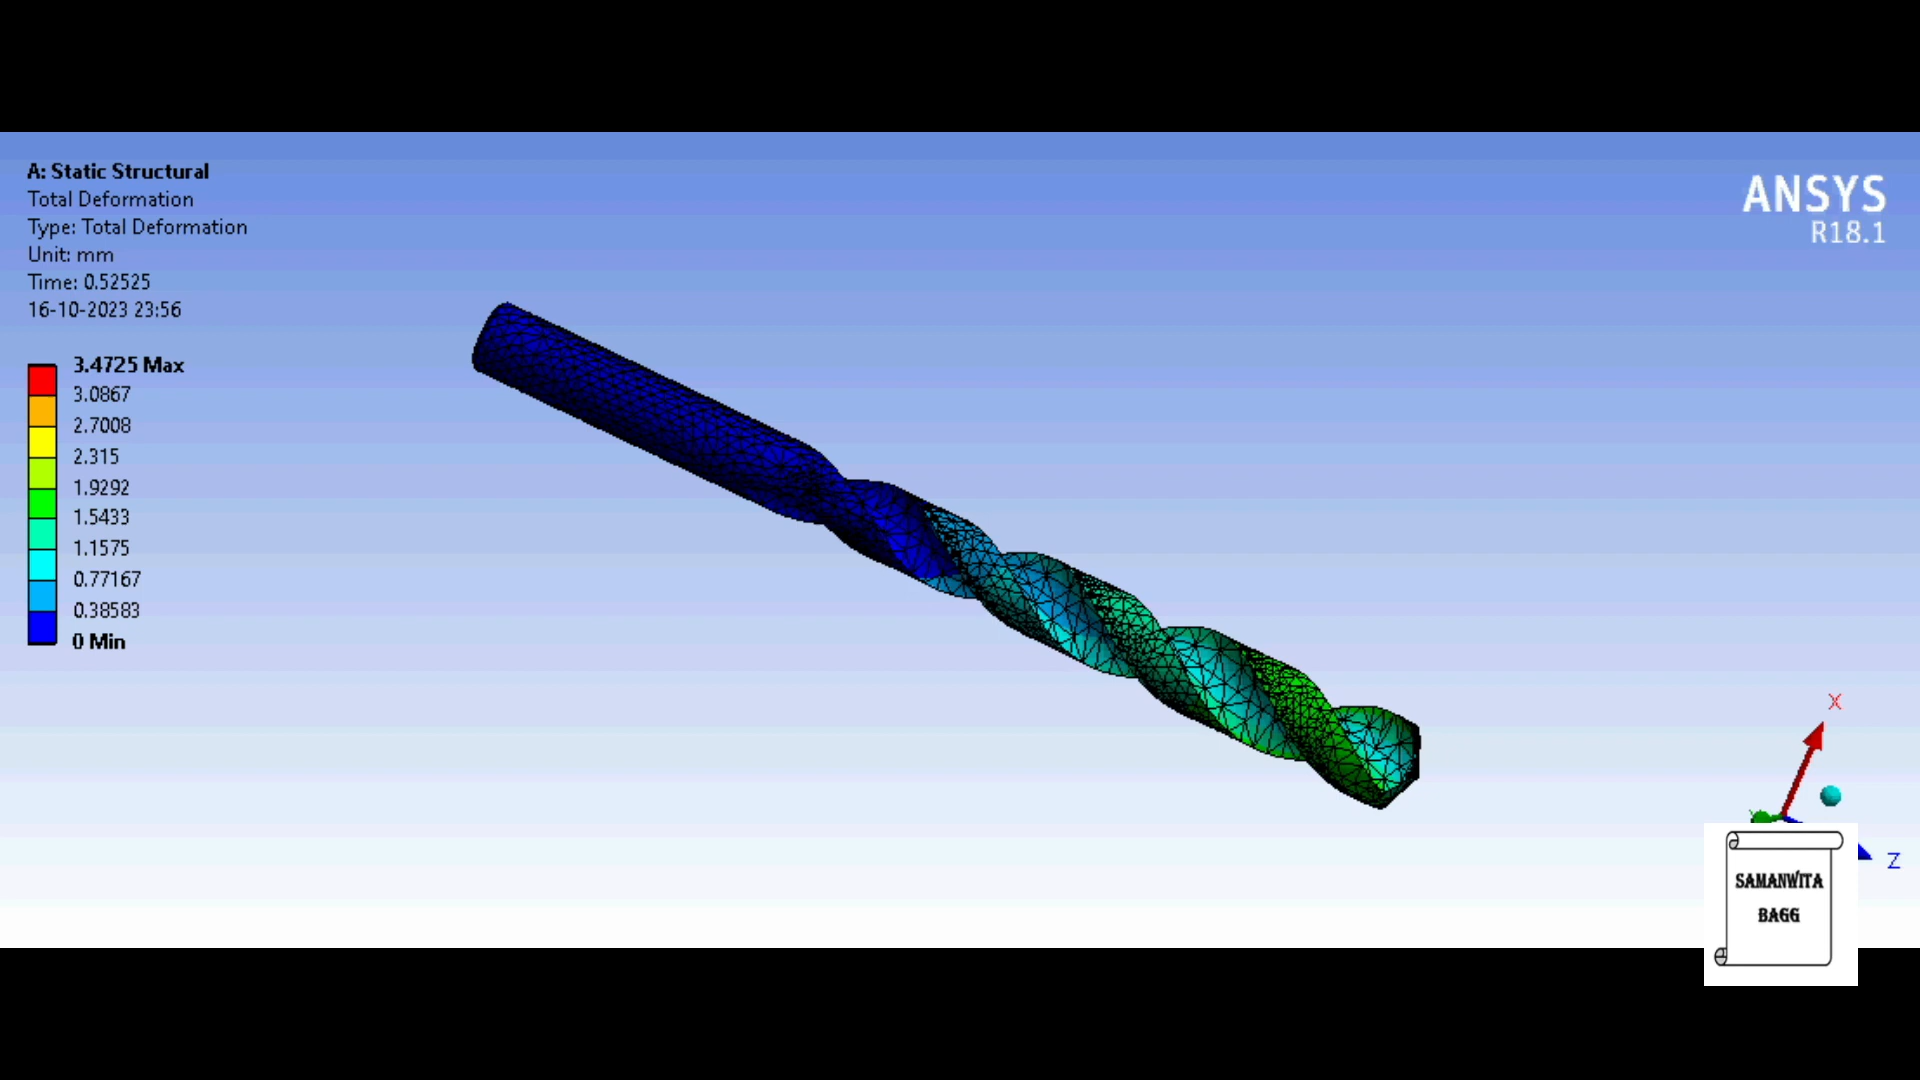 A: Static Structural
Total Deformation
Type: Total Deformation
Unit: mm
Time: 0.52525
16-10-2023 23:56
3.4725 Max
3.0867
2.7008
2.315
1.9292
1.5433
1.1575
0.77167
0.38583
0 Min
ANSYS
R18.1
X
Z
SAMANWITA
BAGG